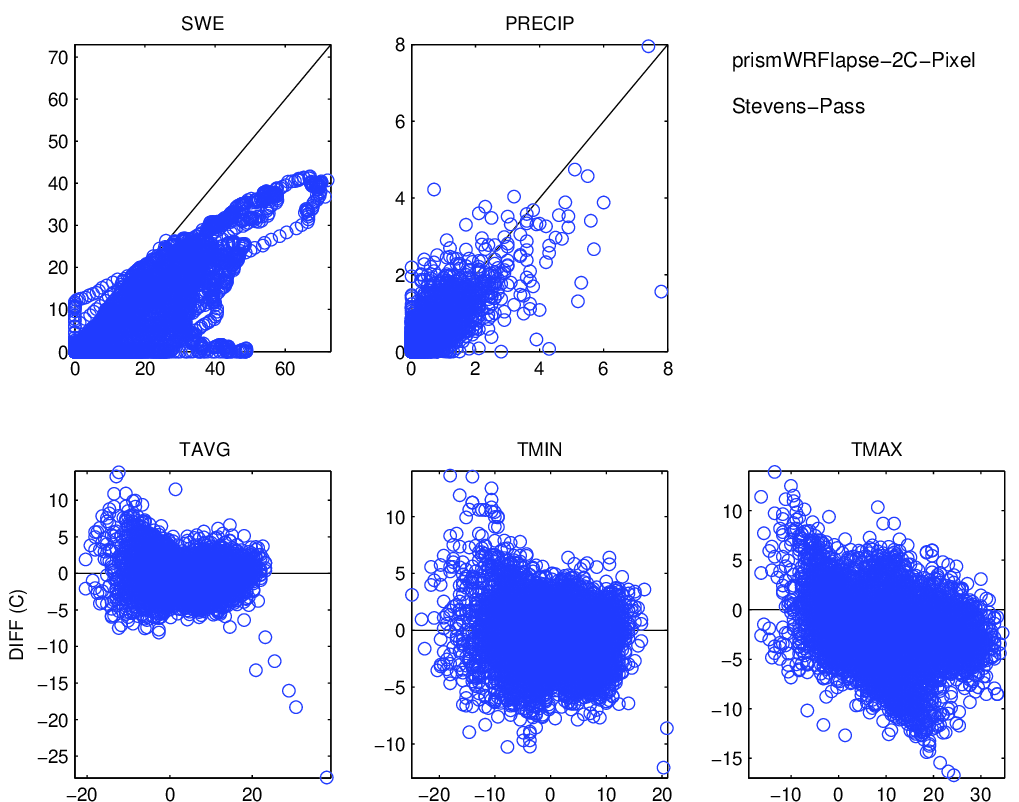 SWE
PRECIP
prismWRFlapse−2C−Pixel
Stevens−Pass
70
60
50
40
30
20
10
0
0 20 40 60
8
6
4
2
0
0 2 4 6 8
TAVG
TMIN
TMAX
DIFF (C)
10
5
0
−5
−10
−15
−20
−25
−20 0 20
10
5
0
−5
−10
−20 −10 0 10 20
10
5
0
−5
−10
−15
−10 0 10 20 30